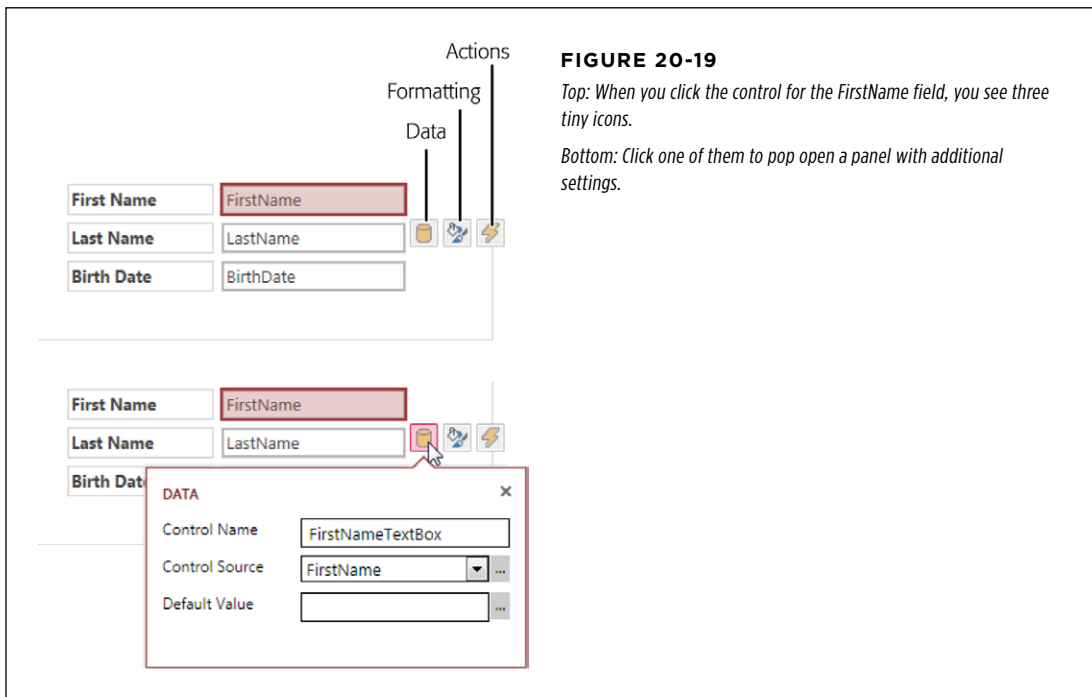 Actions
Formatting
Data
First Name FirstName
Last Name LastName
Birth Date BirthDate
FIGURE 20-19
Top: When you click the control for the FirstName field, you see three
tiny icons.
Bottom: Click one of them to pop open a panel with additional
settings.
First Name FirstName
Last Name LastName
Birth Dat
DATA
Control Name FirstNameTextBox
Control Source FirstName ...
Default Value ...